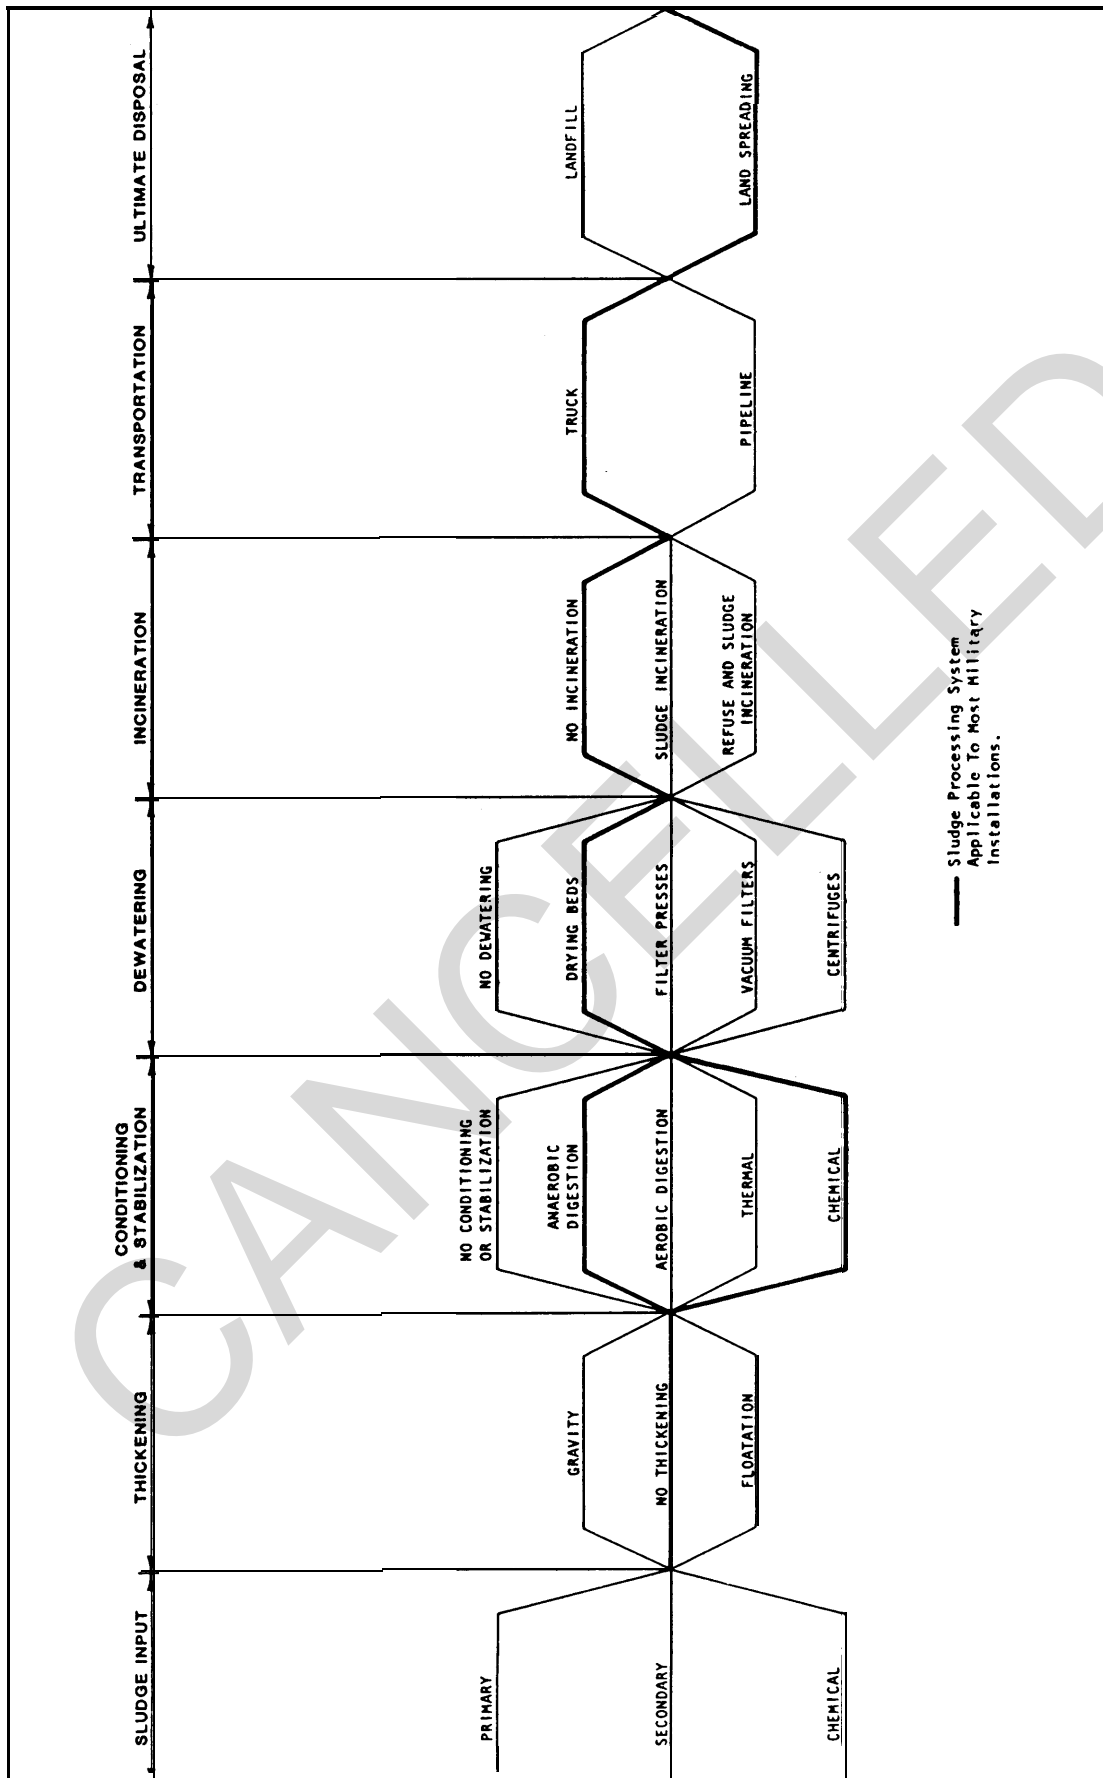 SLUDGE INPUT
THICKENING
CONDITIONING
& STABILIZATION
DEWATERING
INCINERATION
TRANSPORTATION
ULTIMATE DISPOSAL
PRIMARY
SECONDARY
CHEMICAL
GRAVITY
NO THICKENING
FLOATATION
NO CONDITIONING
OR STABILIZATION
ANAEROBIC
DIGESTION
AEROBIC DIGESTION
THERMAL
CHEMICAL
NO DEWATERING
DRYING BEDS
FILTER PRESSES
VACUUM FILTERS
CENTRIFUGES
NO INCINERATION
SLUDGE INCINERATION
REFUSE AND SLUDGE
INCINERATION
TRUCK
PIPELINE
LANDFILL
LAND SPREADING
Sludge Processing System
Applicable To Most Military
Installations.
CANCELLED